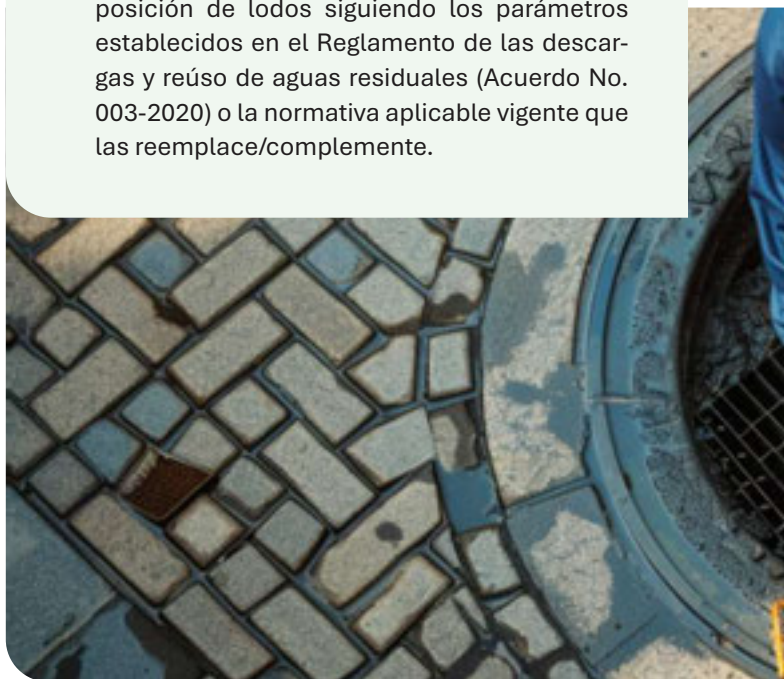 posición de lodos siguiendo los parámetros
establecidos en el Reglamento de las descar-
gas y reúso de aguas residuales (Acuerdo No.
003-2020) o la normativa aplicable vigente que
las reemplace/complemente.